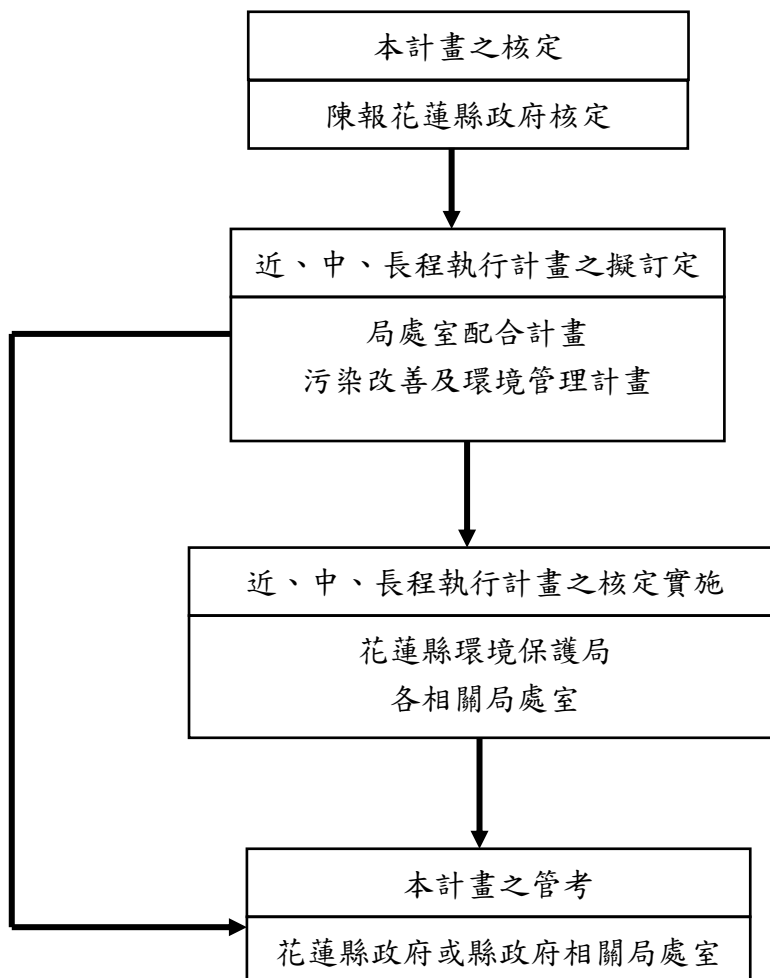 本計畫之核定
陳報花蓮縣政府核定
近、中、長程執行計畫之擬訂定
局處室配合計畫
污染改善及環境管理計畫
近、中、長程執行計畫之核定實施
花蓮縣環境保護局
各相關局處室
本計畫之管考
花蓮縣政府或縣政府相關局處室